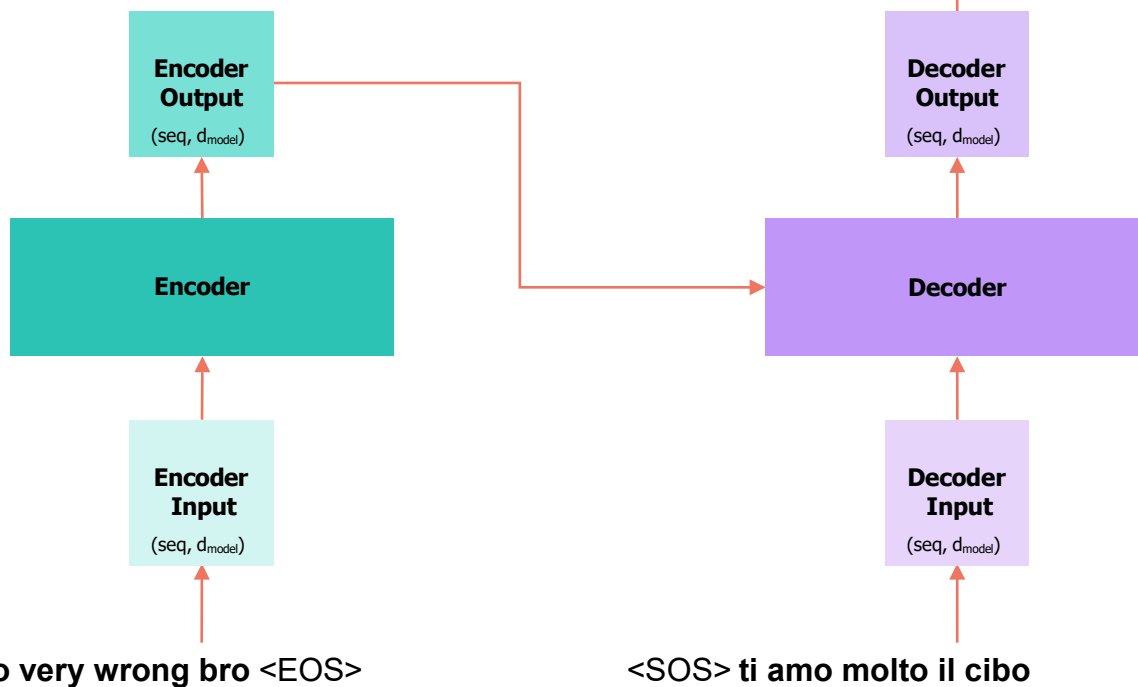 Encoder
Output
(seq, dmodel)
Decoder
Output
(seq, dmodel)
Encoder
Decoder
Encoder
Input
(seq, dmodel)
Decoder
Input
(seq, dmodel)
very wrong bro <EOS>
<SOS> ti amo molto il cibo